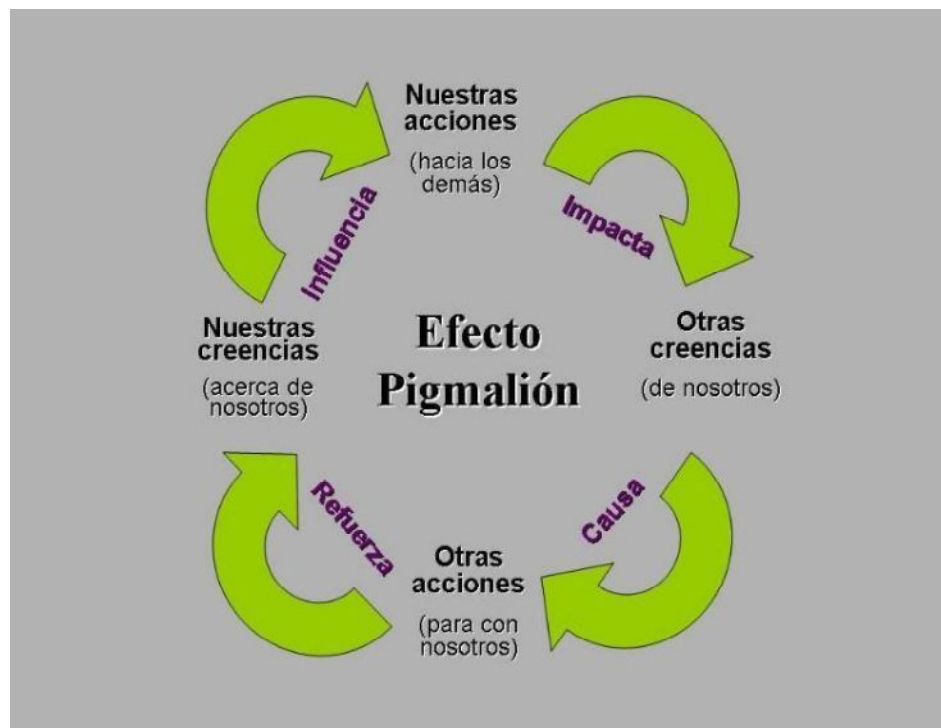 Nuestras
acciones
(hacia los
demás)
Influencia
Impacta
Nuestras
creencias
(acerca de
nosotros)
Efecto
Pigmalión
Otras
creencias
(de nosotros)
Refuerza
Causa
Otras
acciones
(para con
nosotros)